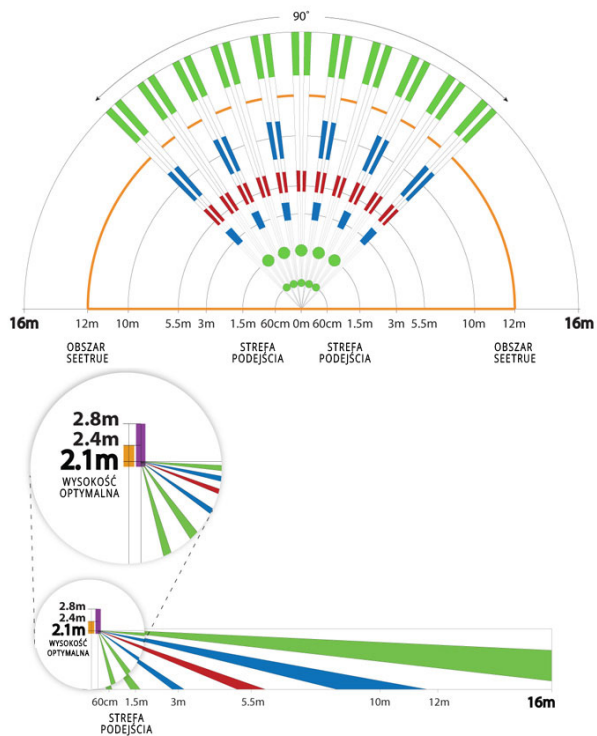 90°
16m 12m 10m 5.5m 3m 1.5m 60cm 0m 60cm 1.5m 3m 5.5m 10m 12m 16m
OBSZAR SEETRUE
STREFA PODEJŚCIA
STREFA PODEJŚCIA
OBSZAR SEETRUE
2.8m
2.4m
2.1m
WYSOKOŚĆ
OPTYMALNA
2.8m
2.4m
2.1m
WYSOKOŚĆ
OPTYMALNA
60cm 1.5m 3m 5.5m 10m 12m 16m
STREFA
PODEJŚCIA